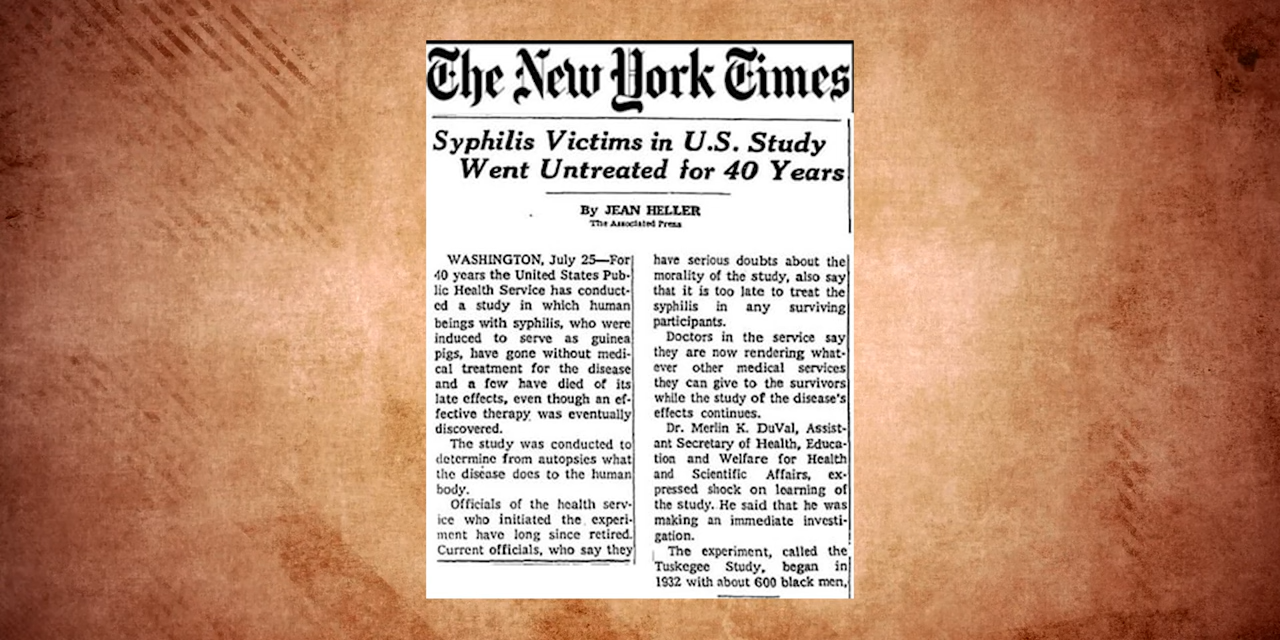 The New York Times
Syphilis Victims in U.S. Study
Went Untreated for 40 Years
By JEAN HELLER
The Associated Press
WASHINGTON, July 25—For
40 years the United States Pub-
lic Health Service has conduct-
ed a study in which human
beings with syphilis, who were
induced to serve as guinea
pigs, have gone without medi-
cal treatment for the disease
and a few have died of its
late effects, even though an ef-
fective therapy was eventually
discovered.
The study was conducted to
determine from autopsies what
the disease does to the human
body.
Officials of the health serv-
ice who initiated the experi-
ment have long since retired.
Current officials, who say they
have serious doubts about the
morality of the study, also say
that it is too late to treat the
syphilis in any surviving
participants.
Doctors in the service say
they are now rendering what-
ever other medical services
they can give to the survivors
while the study of the disease's
effects continues.
Dr. Merlin K. DuVal, Assist-
ant Secretary of Health, Educa-
tion and Welfare for Health
and Scientific Affairs, ex-
pressed shock on learning of
the study. He said that he was
making an immediate investi-
gation.
The experiment, called the
Tuskegee Study, began in
1932 with about 600 black men,